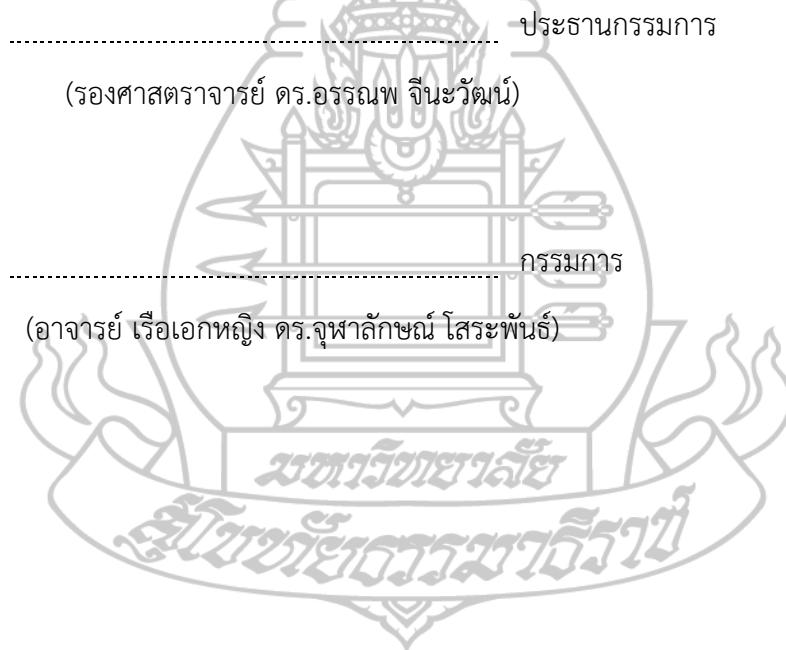 ประธานกรรมการ
(รองศาสตราจารย์ ดร.อรรณพ จีนะวัฒน์)
กรรมการ
(อาจารย์ เรือเอกหญิง ดร.จุฬาลักษณ์ โสระพันธ์)
มหาวิทยาลัย
สุโขทัยธรรมาธิราช